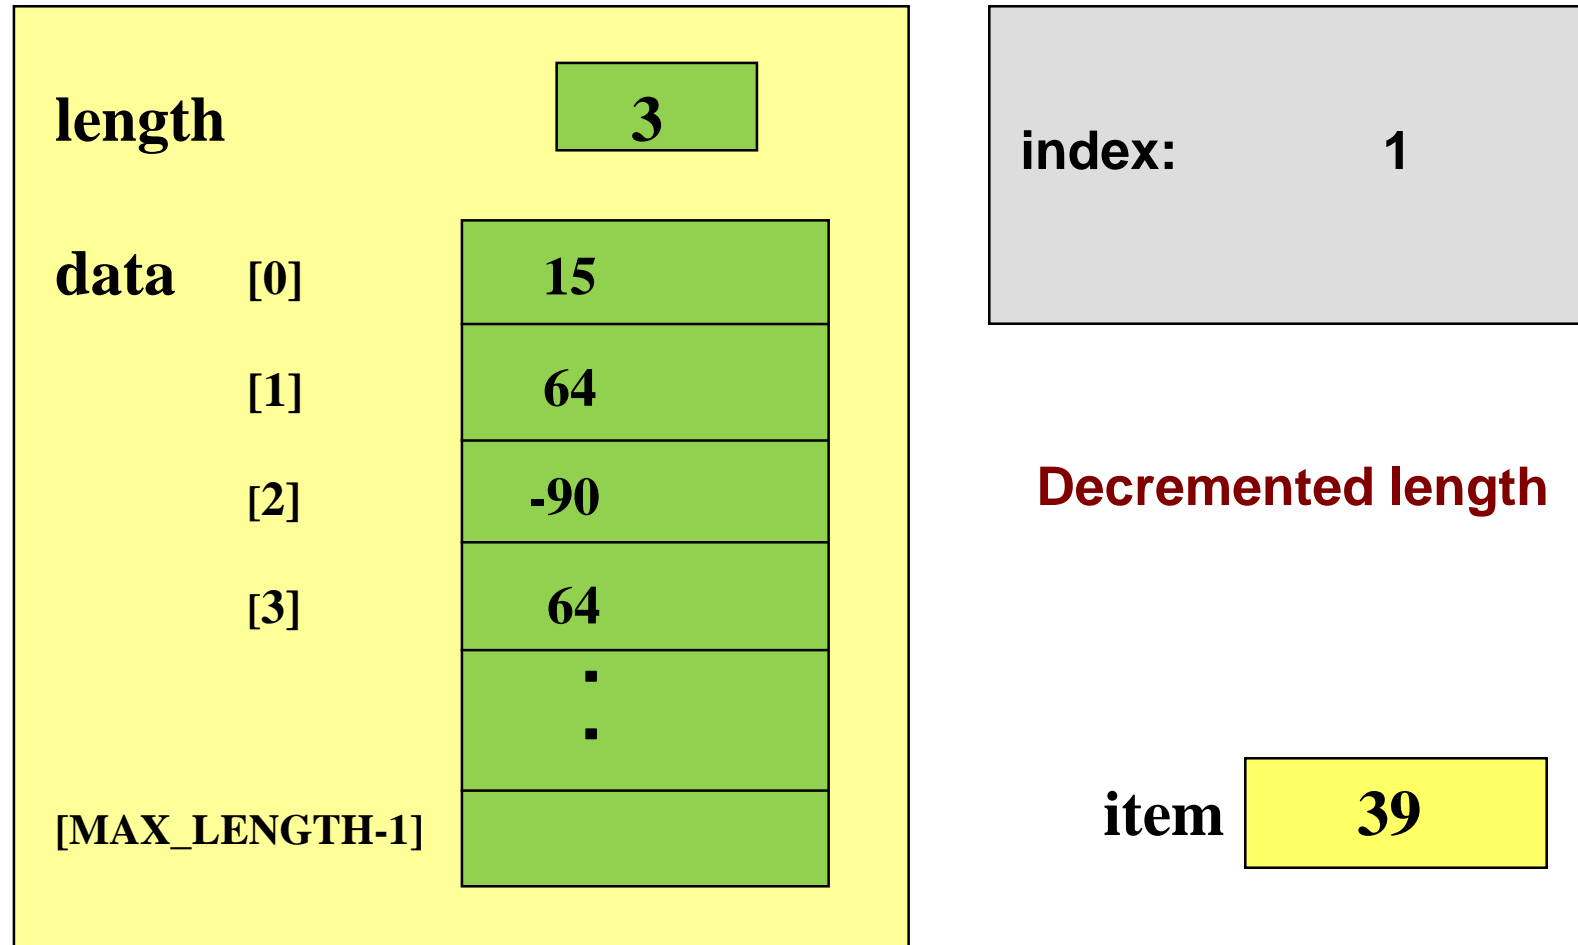 length 3
data [0] 15
[1] 64
[2] -90
[3] 64
.
.
[MAX_LENGTH-1]
index: 1
Decremented length
item 39